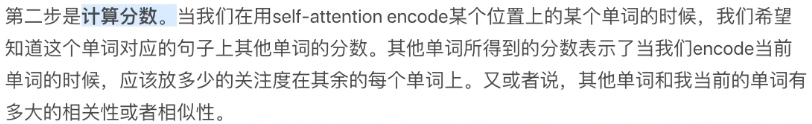 第二步是计算分数。当我们在用self-attention encode某个位置上的某个单词的时候，我们希望
知道这个单词对应的句子上其他单词的分数。其他单词所得到的分数表示了当我们encode当前
单词的时候，应该放多少的关注度在其余的每个单词上。又或者说，其他单词和我当前的单词有
多大的相关性或者相似性。